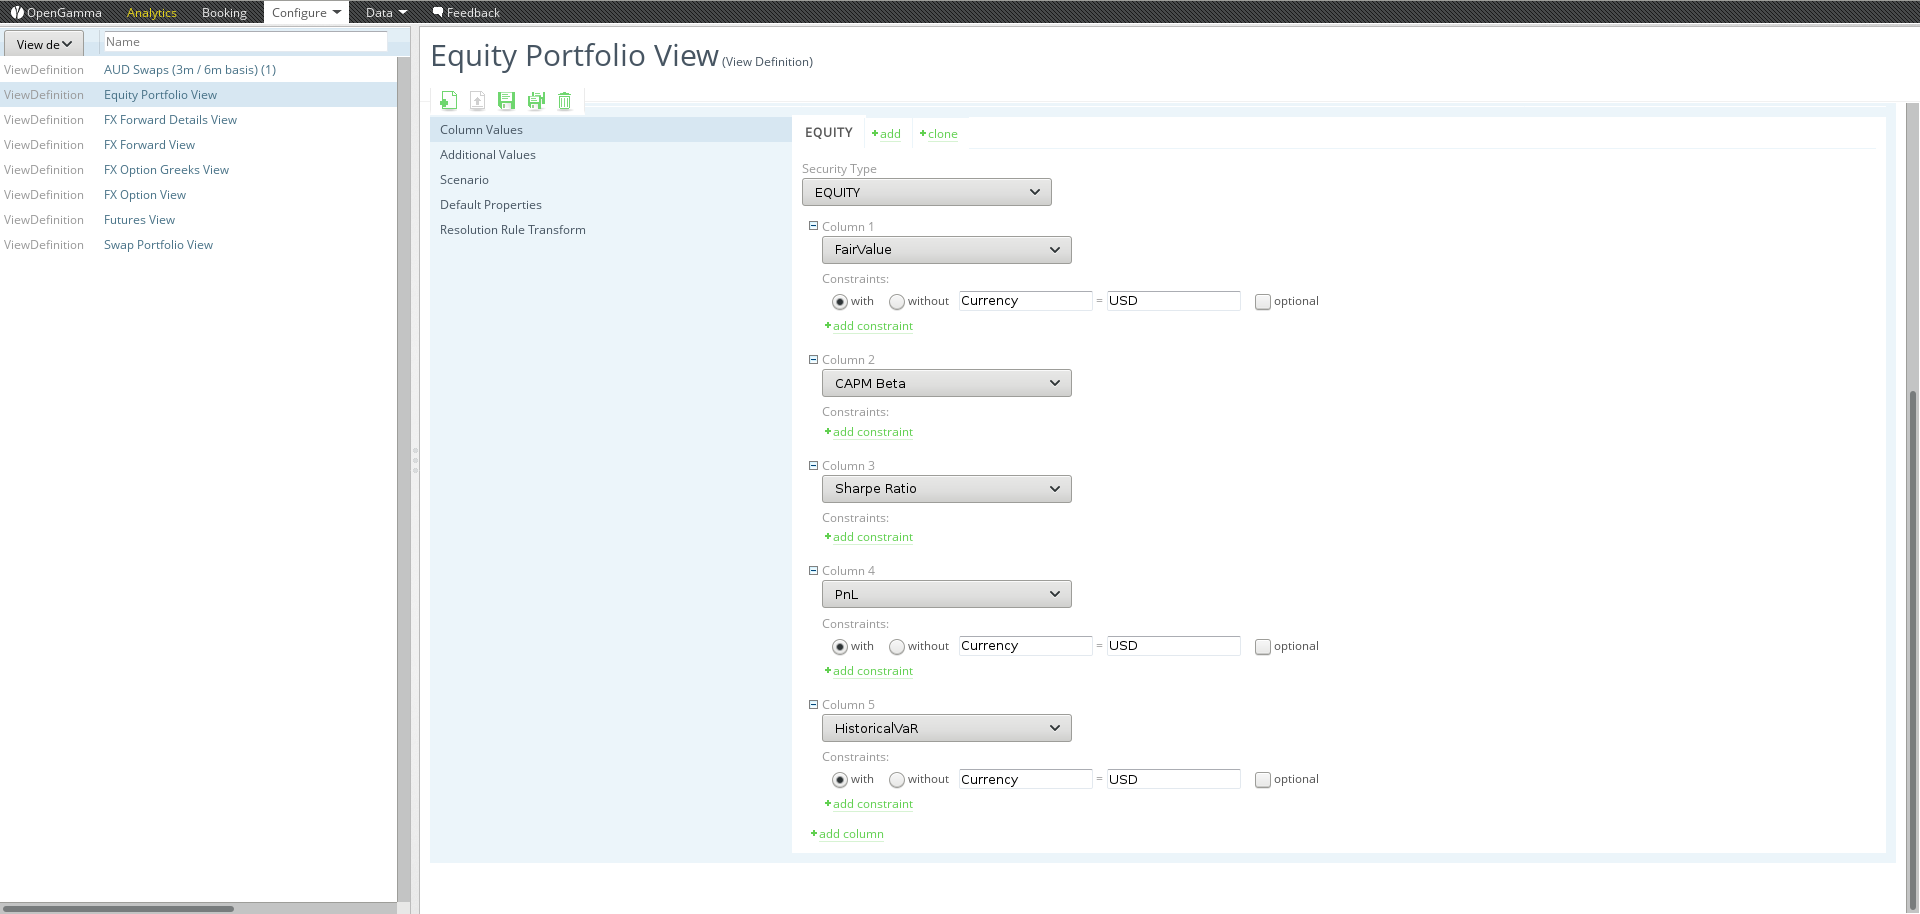 OpenGamma Analytics Booking Configure Data Feedback
View de Name
ViewDefinition AUD Swaps (3m / 6m basis) (1)
ViewDefinition Equity Portfolio View
ViewDefinition FX Forward Details View
ViewDefinition FX Forward View
ViewDefinition FX Option Greeks View
ViewDefinition FX Option View
ViewDefinition Futures View
ViewDefinition Swap Portfolio View
Equity Portfolio View (View Definition)
Column Values
Additional Values
Scenario
Default Properties
Resolution Rule Transform
EQUITY +add +clone
Security Type
EQUITY
Column 1
FairValue
Constraints:
with without Currency = USD optional
+add constraint
Column 2
CAPM Beta
Constraints:
+add constraint
Column 3
Sharpe Ratio
Constraints:
+add constraint
Column 4
PnL
Constraints:
with without Currency = USD optional
+add constraint
Column 5
HistoricalVaR
Constraints:
with without Currency = USD optional
+add constraint
+add column